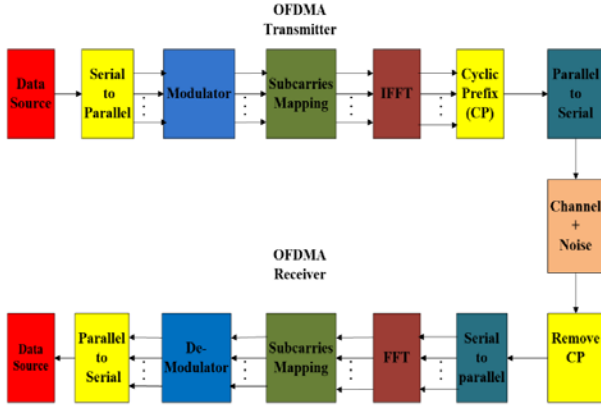 OFDMA
Transmitter
Data
Source
Serial
to
Parallel
Modulator
Subcarries
Mapping
IFFT
Cyclic
Prefix
(CP)
Parallel
to
Serial
Channel
+
Noise
OFDMA
Receiver
Data
Source
Parallel
to
Serial
De-
Modulator
Subcarries
Mapping
FFT
Serial
to
parallel
Remove
CP